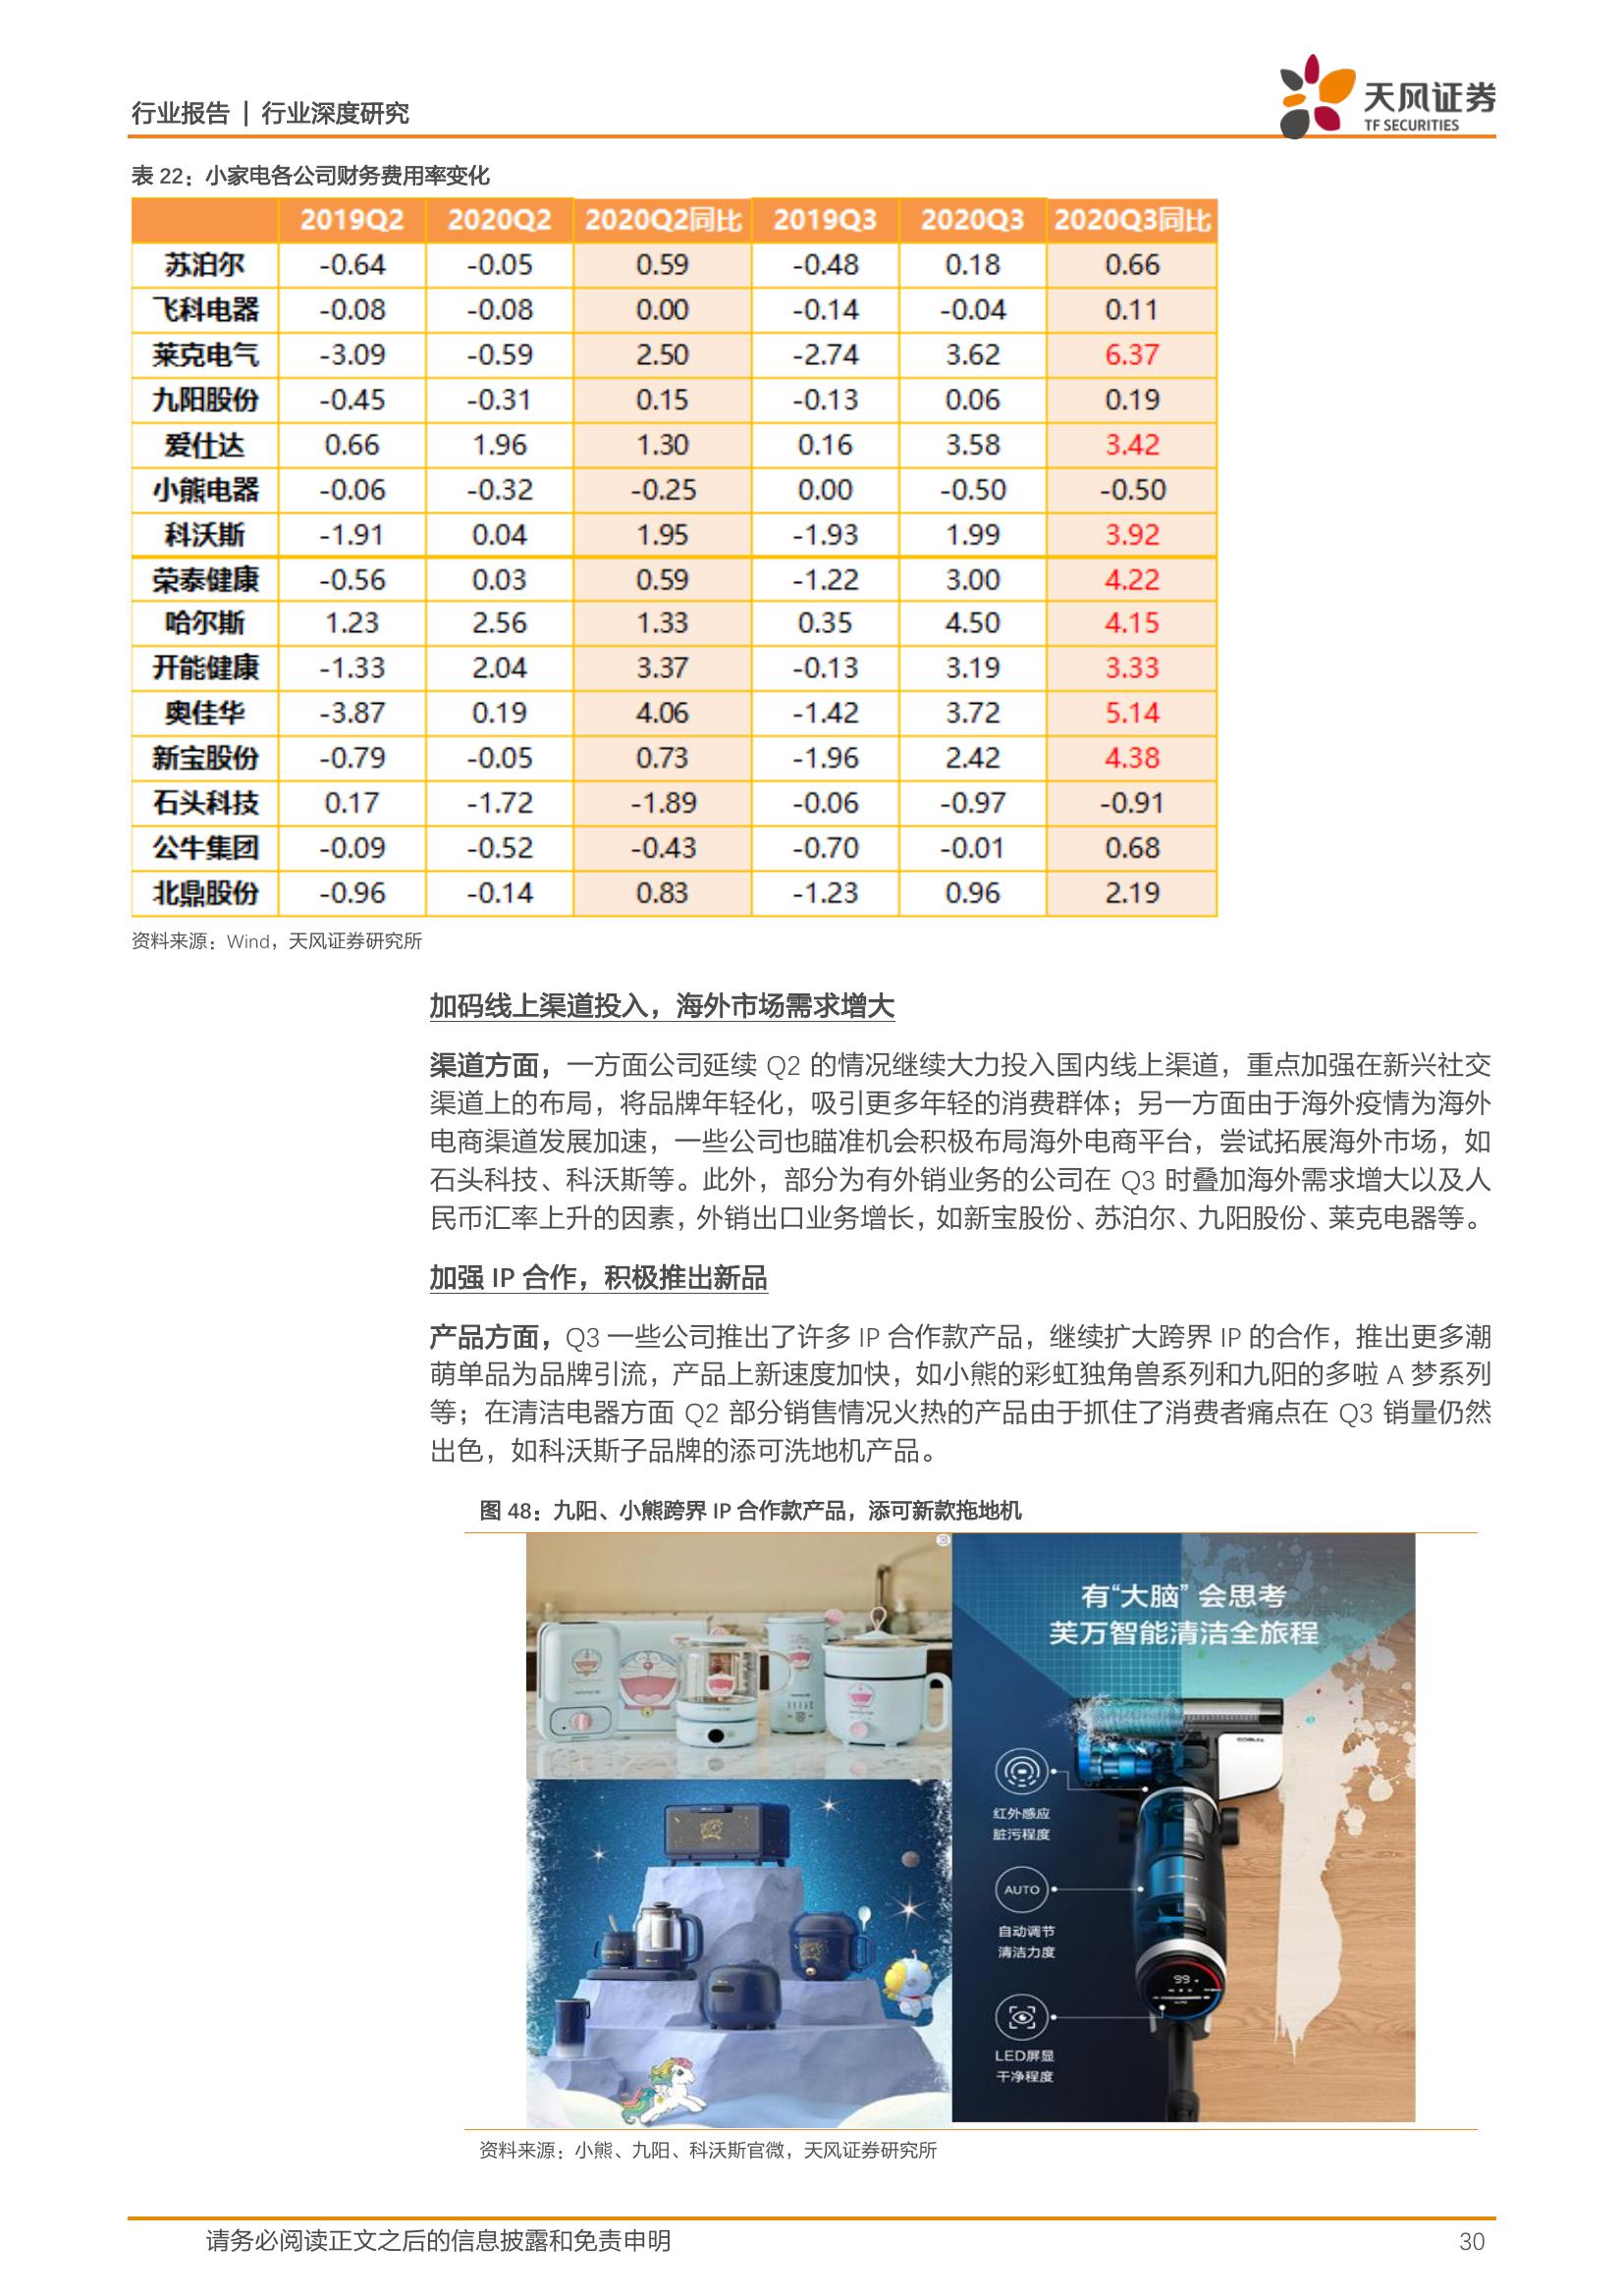 行业报告 | 行业深度研究
天风证券
TF SECURITIES
表 22：小家电各公司财务费用率变化
2019Q2 2020Q2 2020Q2同比 2019Q3 2020Q3 2020Q3同比
苏泊尔 -0.64 -0.05 0.59 -0.48 0.18 0.66
飞科电器 -0.08 -0.08 0.00 -0.14 -0.04 0.11
莱克电气 -3.09 -0.59 2.50 -2.74 3.62 6.37
九阳股份 -0.45 -0.31 0.15 -0.13 0.06 0.19
爱仕达 0.66 1.96 1.30 0.16 3.58 3.42
小熊电器 -0.06 -0.32 -0.25 0.00 -0.50 -0.50
科沃斯 -1.91 0.04 1.95 -1.93 1.99 3.92
荣泰健康 -0.56 0.03 0.59 -1.22 3.00 4.22
哈尔斯 1.23 2.56 1.33 0.35 4.50 4.15
开能健康 -1.33 2.04 3.37 -0.13 3.19 3.33
奥佳华 -3.87 0.19 4.06 -1.42 3.72 5.14
新宝股份 -0.79 -0.05 0.73 -1.96 2.42 4.38
石头科技 0.17 -1.72 -1.89 -0.06 -0.97 -0.91
公牛集团 -0.09 -0.52 -0.43 -0.70 -0.01 0.68
北鼎股份 -0.96 -0.14 0.83 -1.23 0.96 2.19
资料来源：Wind，天风证券研究所
加码线上渠道投入，海外市场需求增大
渠道方面，一方面公司延续 Q2 的情况继续大力投入国内线上渠道，重点加强在新兴社交
渠道上的布局，将品牌年轻化，吸引更多年轻的消费群体；另一方面由于海外疫情为海外
电商渠道发展加速，一些公司也瞄准机会积极布局海外电商平台，尝试拓展海外市场，如
石头科技、科沃斯等。此外，部分为有外销业务的公司在 Q3 时叠加海外需求增大以及人
民币汇率上升的因素，外销出口业务增长，如新宝股份、苏泊尔、九阳股份、莱克电器等。
加强 IP 合作，积极推出新品
产品方面，Q3 一些公司推出了许多 IP 合作款产品，继续扩大跨界 IP 的合作，推出更多潮
萌单品为品牌引流，产品上新速度加快，如小熊的彩虹独角兽系列和九阳的多啦 A 梦系列
等；在清洁电器方面 Q2 部分销售情况火热的产品由于抓住了消费者痛点在 Q3 销量仍然
出色，如科沃斯子品牌的添可洗地机产品。
图 48：九阳、小熊跨界 IP 合作款产品，添可新款拖地机
有“大脑”会思考
芙万智能清洁全旅程
红外感应
脏污程度
AUTO
自动调节
清洁力度
99
LED屏显
干净程度
资料来源：小熊、九阳、科沃斯官微，天风证券研究所
请务必阅读正文之后的信息披露和免责申明
30